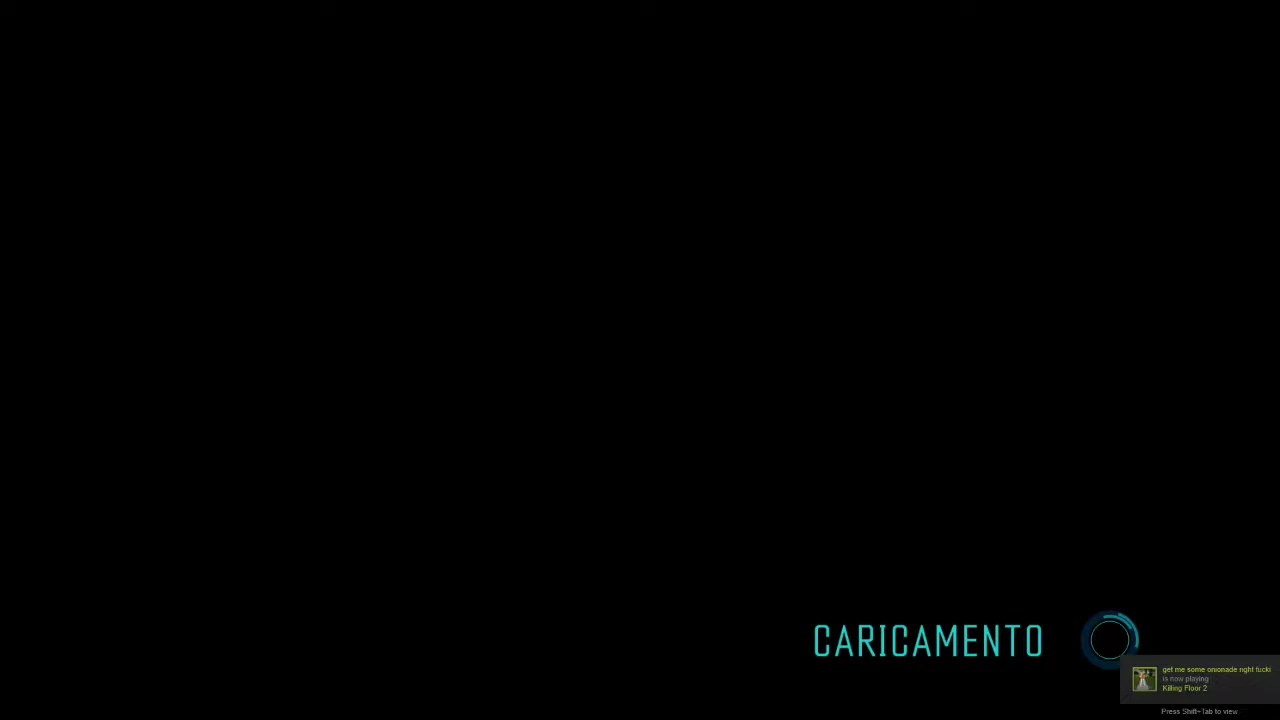 CARICAMENTO
get me some onionade right fucki
is now playing
Killing Floor 2
Press Shift+Tab to view